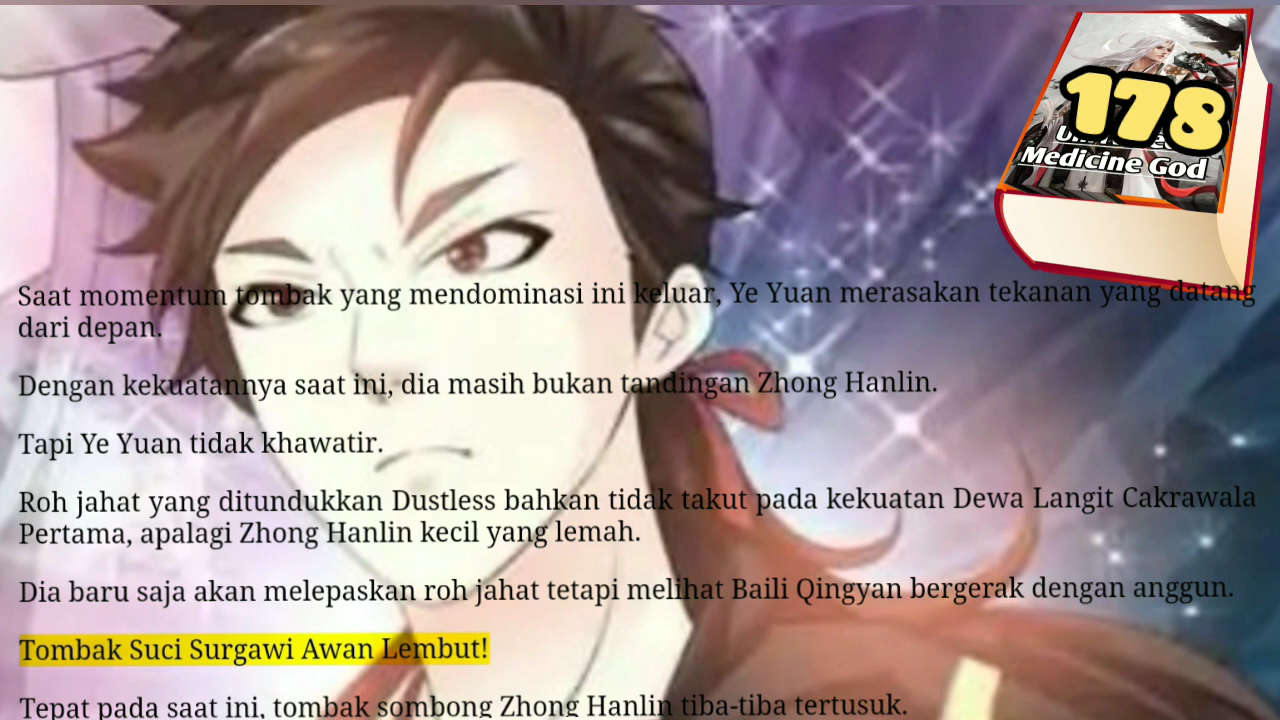 178
Medicine God
Saat momentum tombak yang mendominasi ini keluar, Ye Yuan merasakan tekanan yang datang
dari depan.
Dengan kekuatannya saat ini, dia masih bukan tandingan Zhong Hanlin.
Tapi Ye Yuan tidak khawatir.
Roh jahat yang ditundukkan Dustless bahkan tidak takut pada kekuatan Dewa Langit Cakrawala
Pertama, apalagi Zhong Hanlin kecil yang lemah.
Dia baru saja akan melepaskan roh jahat tetapi melihat Baili Qingyan bergerak dengan anggun.
Tombak Suci Surgawi Awan Lembut!
Tepat pada saat ini, tombak sombong Zhong Hanlin tiba-tiba tertusuk.